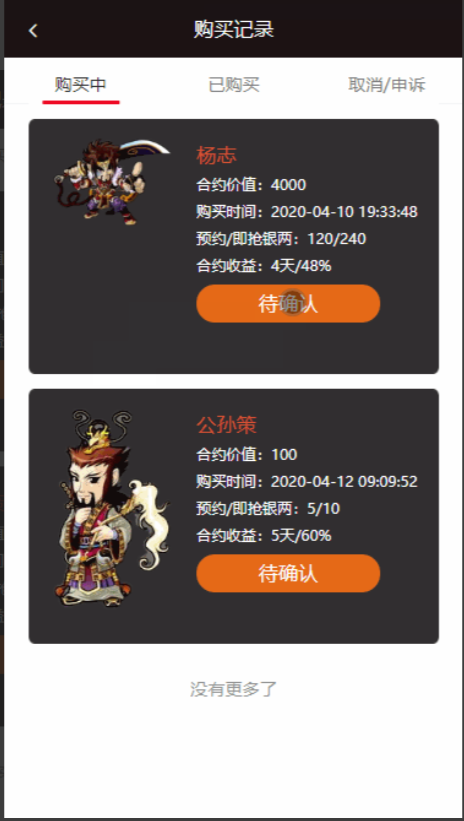 购买记录
购买中 已购买 取消/申诉
杨志
合约价值：4000
购买时间：2020-04-10 19:33:48
预约/即抢银两：120/240
合约收益：4天/48%
待确认
公孙策
合约价值：100
购买时间：2020-04-12 09:09:52
预约/即抢银两：5/10
合约收益：5天/60%
待确认
没有更多了